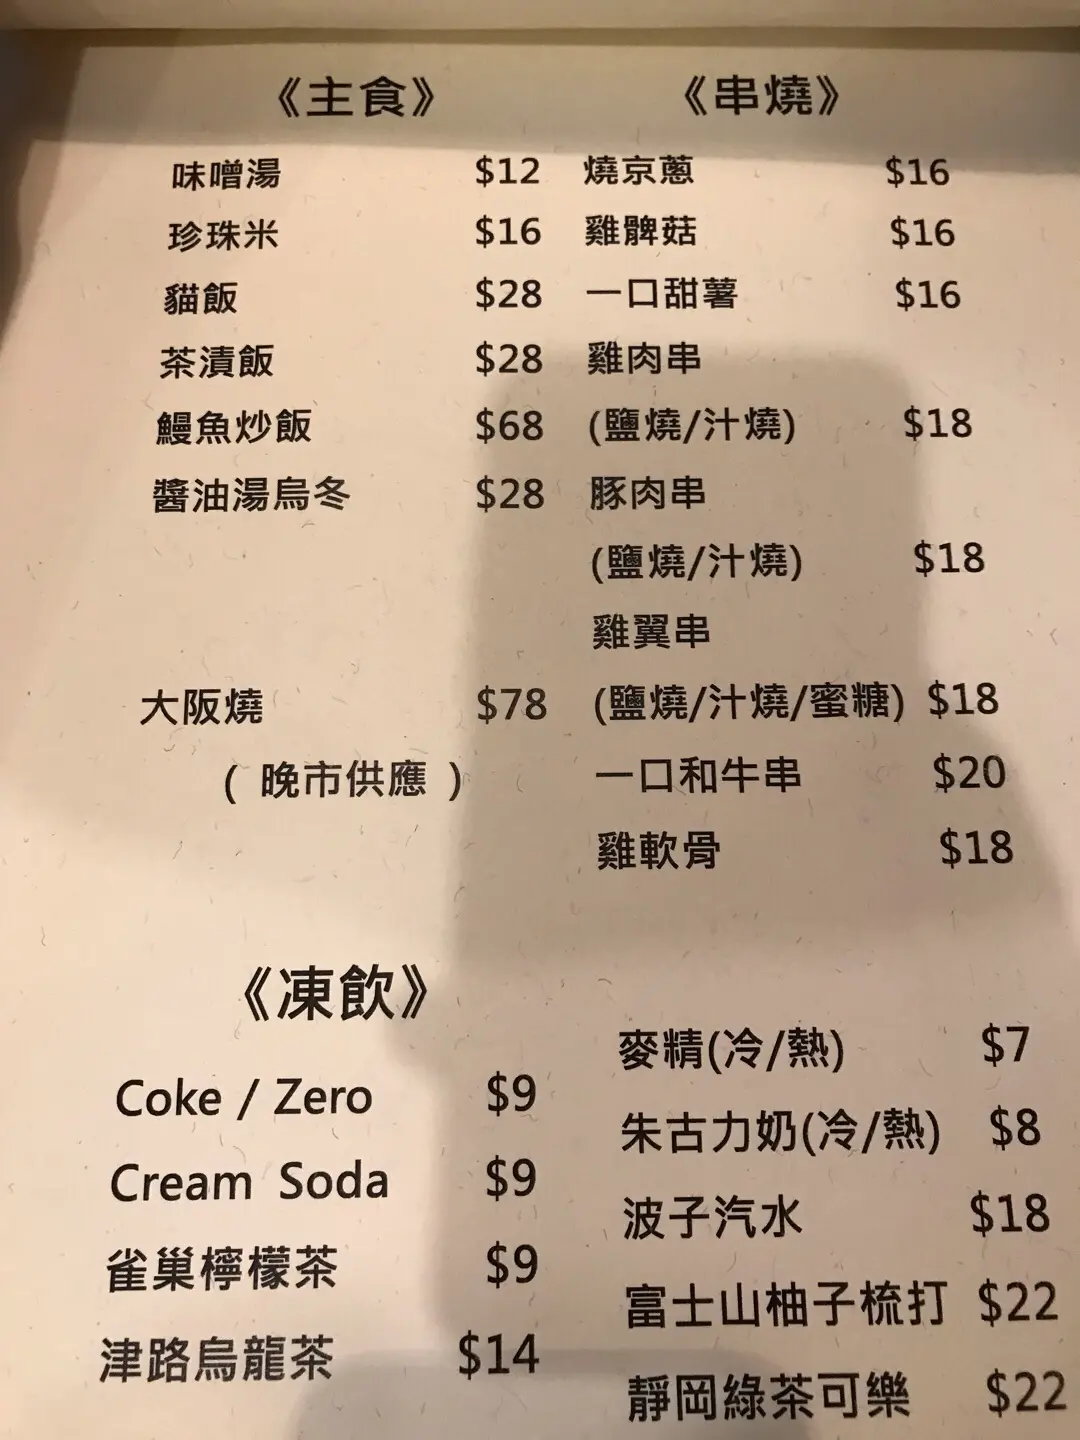 《主食》
味噌湯 $12
珍珠米 $16
貓飯 $28
茶漬飯 $28
鰻魚炒飯 $68
醬油湯烏冬 $28
大阪燒 $78
( 晚市供應 )
《串燒》
燒京蔥 $16
雞髀菇 $16
一口甜薯 $16
雞肉串
(鹽燒/汁燒) $18
豚肉串
(鹽燒/汁燒) $18
雞翼串
(鹽燒/汁燒/蜜糖) $18
一口和牛串 $20
雞軟骨 $18
《凍飲》
Coke / Zero $9
Cream Soda $9
雀巢檸檬茶 $9
津路烏龍茶 $14
麥精(冷/熱) $7
朱古力奶(冷/熱) $8
波子汽水 $18
富士山柚子梳打 $22
靜岡綠茶可樂 $22